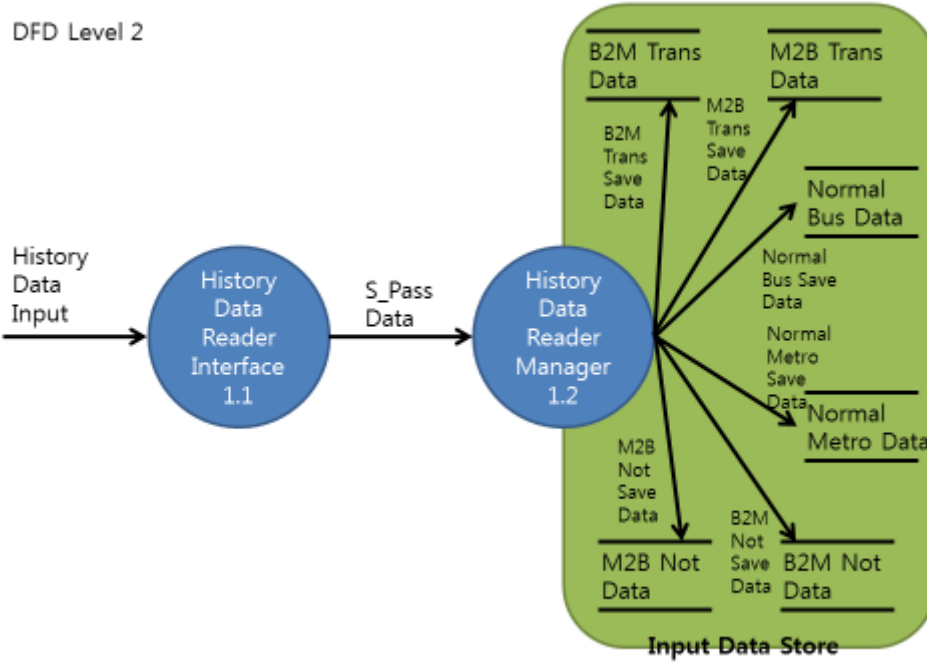 DFD Level 2
B2M Trans
Data
M2B Trans
Data
B2M
Trans
Save
Data
M2B
Trans
Save
Data
Normal
Bus Data
History
Data
Input
History
Data
Reader
Interface
1.1
S_Pass
Data
History
Data
Reader
Manager
1.2
Normal
Bus Save
Data
Normal
Metro
Save
Data
Normal
Metro Data
M2B
Not
Save
Data
B2M
Not
Save
Data
M2B Not
Data
B2M Not
Data
Input Data Store